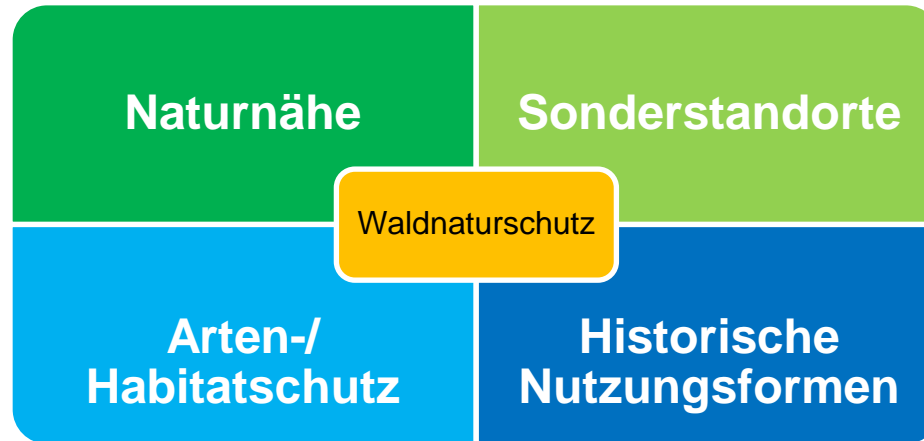 Naturnähe
Sonderstandorte
Waldnaturschutz
Arten-/
Habitatschutz
Historische
Nutzungsformen